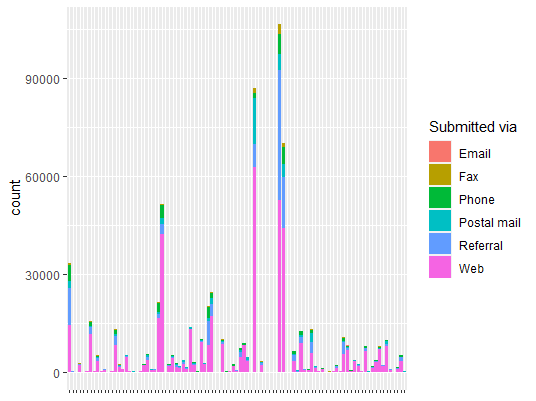 count
90000
60000
30000
0
Submitted via
Email
Fax
Phone
Postal mail
Referral
Web